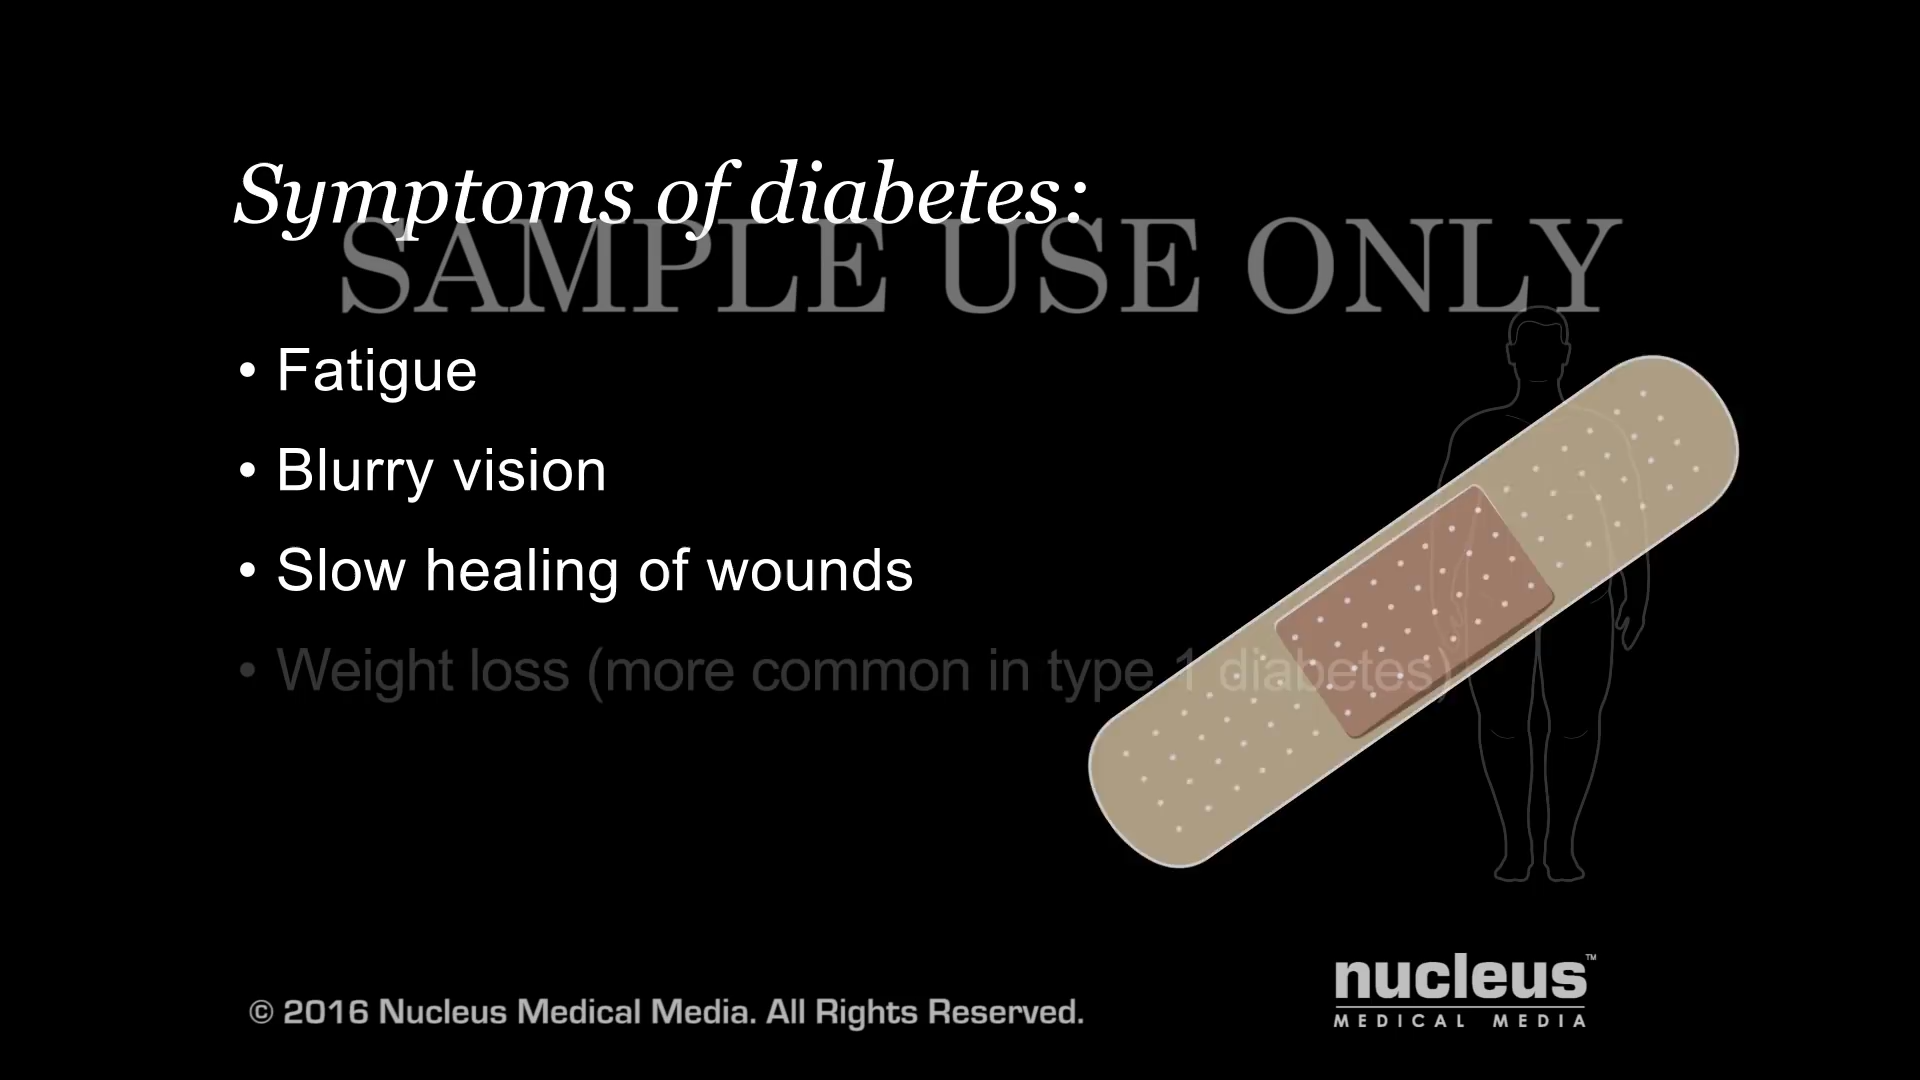 Symptoms of diabetes:
SAMPLE USE ONLY
• Fatigue
• Blurry vision
• Slow healing of wounds
• Weight loss (more common in type 1 diabetes)
© 2016 Nucleus Medical Media. All Rights Reserved.
nucleus™
MEDICAL MEDIA